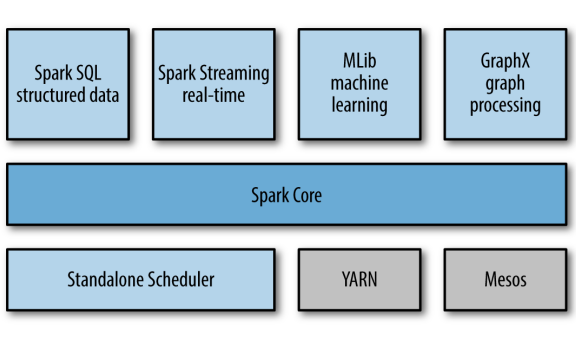 Spark SQL
structured data
Spark Streaming
real-time
MLib
machine
learning
GraphX
graph
processing
Spark Core
Standalone Scheduler
YARN
Mesos